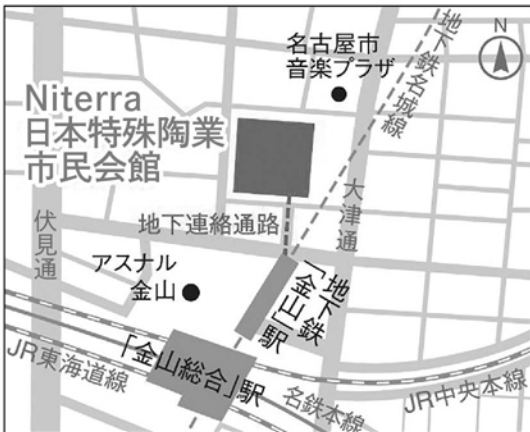 N
名古屋市
音楽プラザ
地下鉄名城線
Niterra
日本特殊陶業
市民会館
大津通
伏見通
地下連絡通路
アスナル
金山
地下鉄
「金山」駅
「金山総合」駅
JR東海道線
名鉄本線
JR中央本線